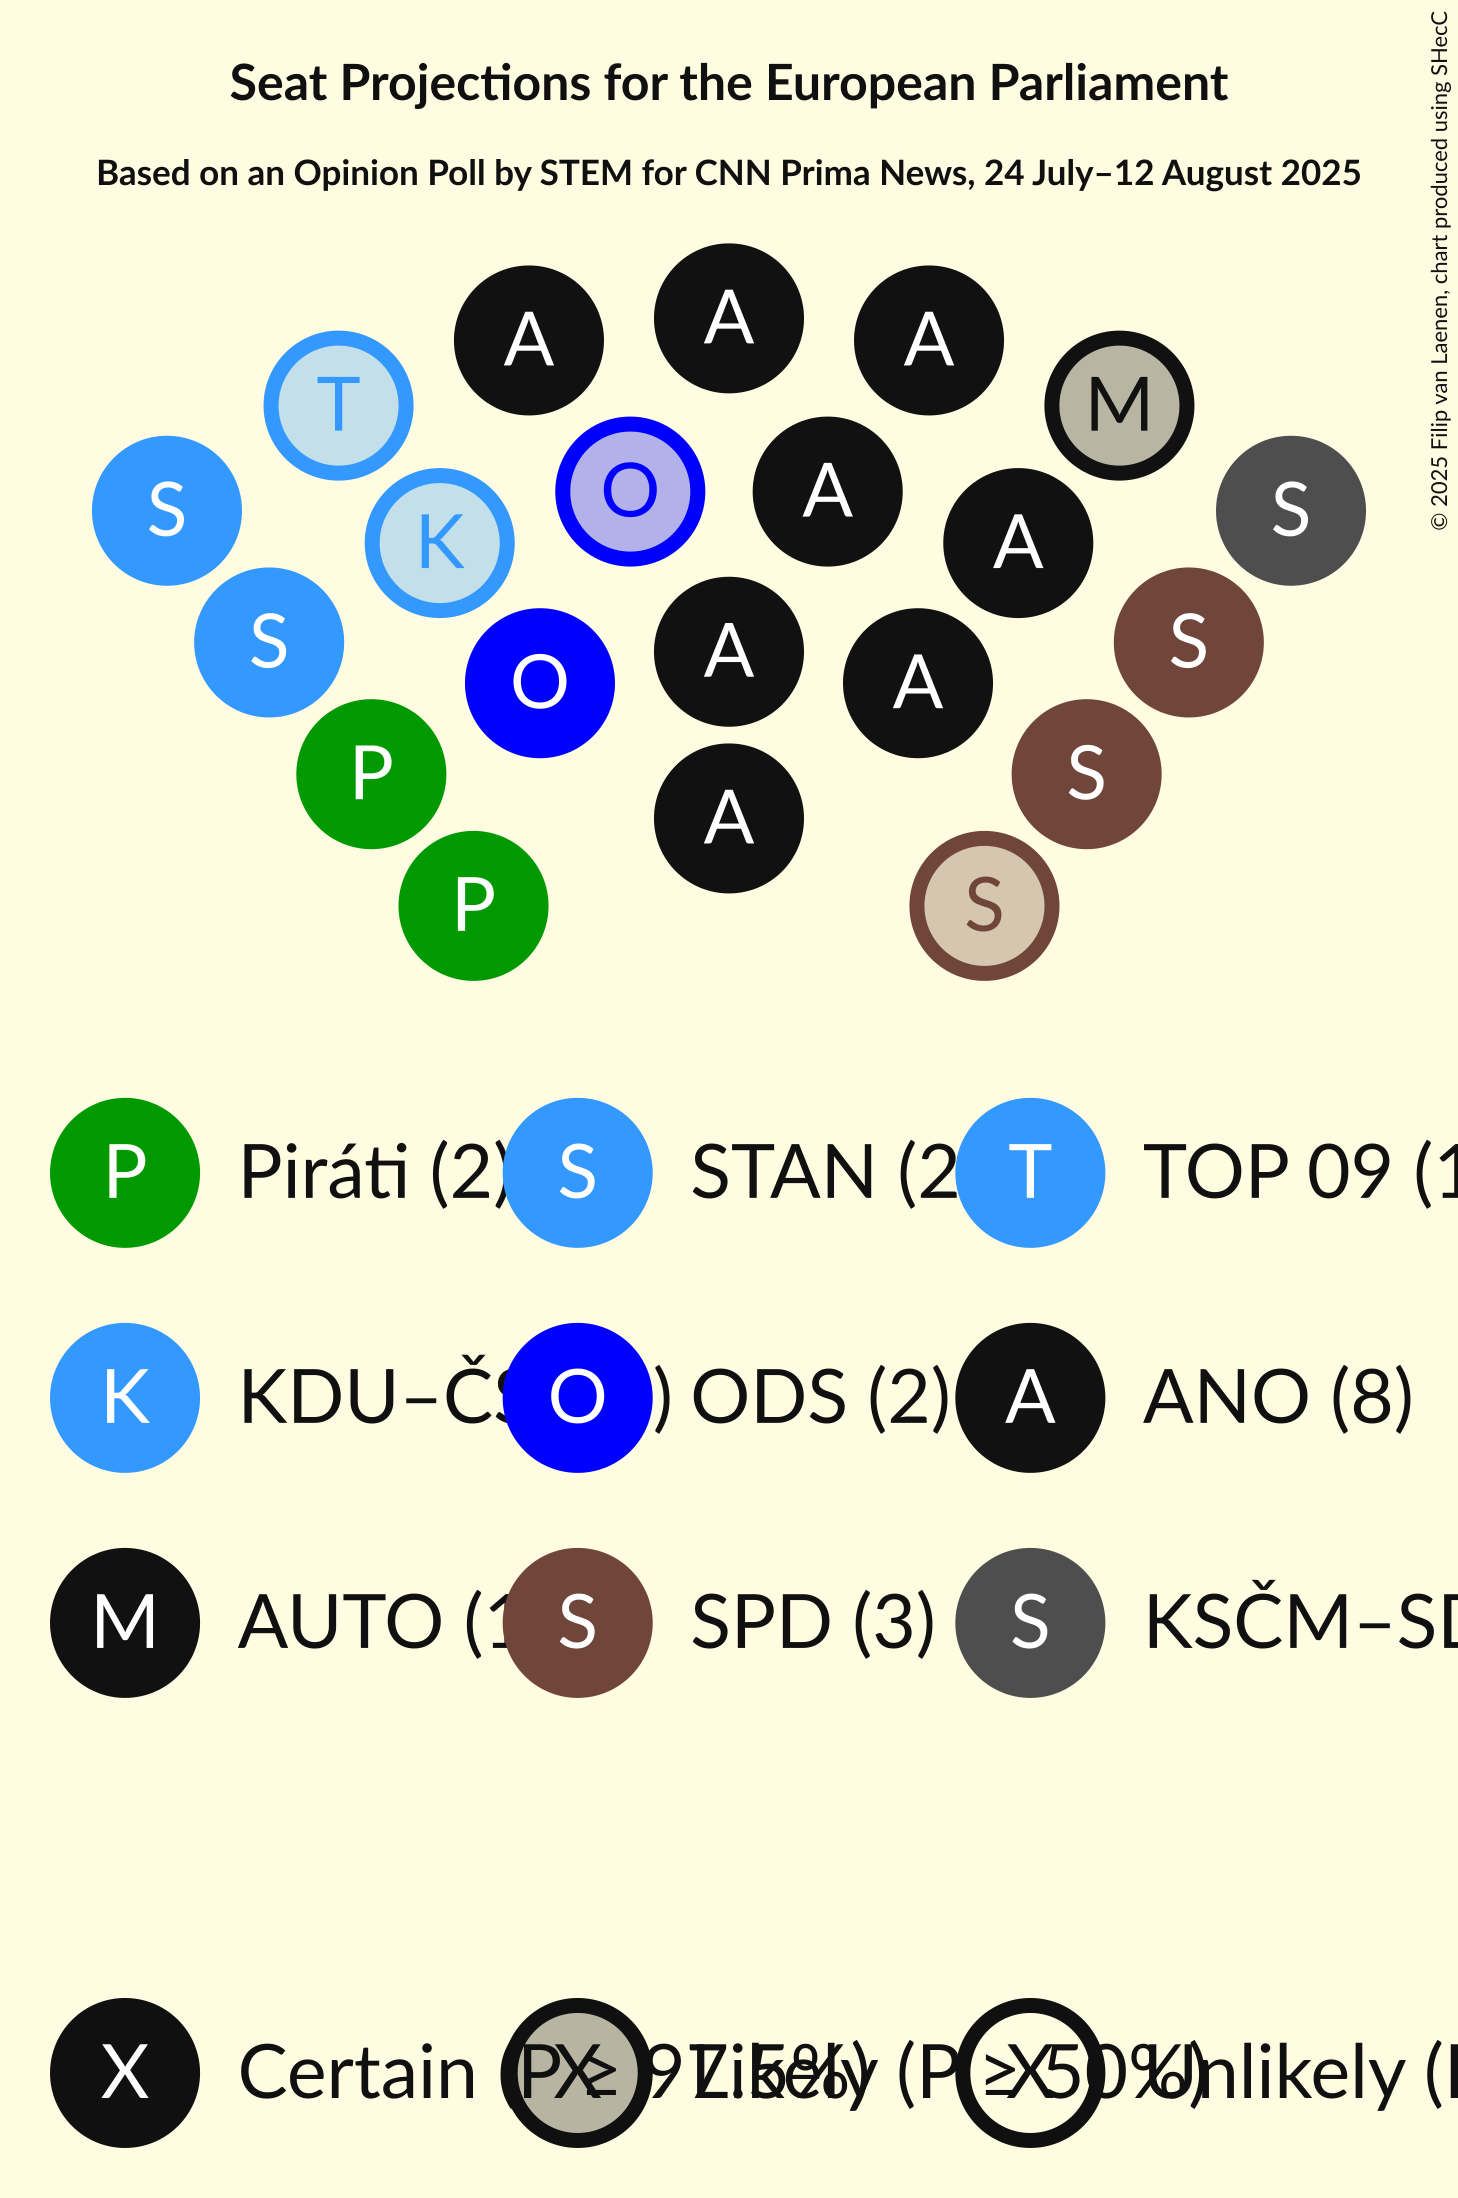 Seat Projections for the European Parliament
Based on an Opinion Poll by STEM for CNN Prima News, 24 July–12 August 2025
© 2025 Filip van Laenen, chart produced using SHecC
A
A A
T M
S O A S
K A
S A S
O A
P S
A
P S
P Piráti (2) S STAN (2 T TOP 09 (1
K KDU–ČS ) O ODS (2) A ANO (8)
M AUTO (1 S SPD (3) S KSČM–SD
X Certain (P ≥ 97.5%) X Likely (P ≥ 50%) X Unlikely (